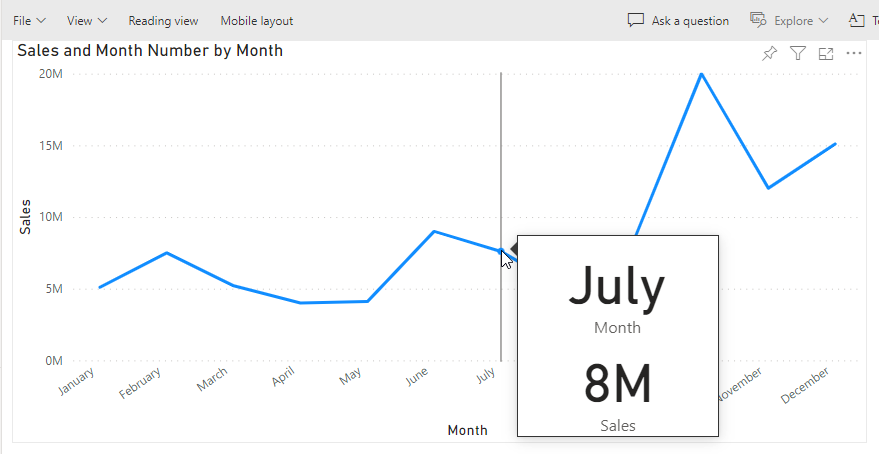 File View Reading view Mobile layout Ask a question Explore
Sales and Month Number by Month
20M
15M
10M
5M
0M
Sales
January February March April May June July November December
Month
July
Month
8M
Sales